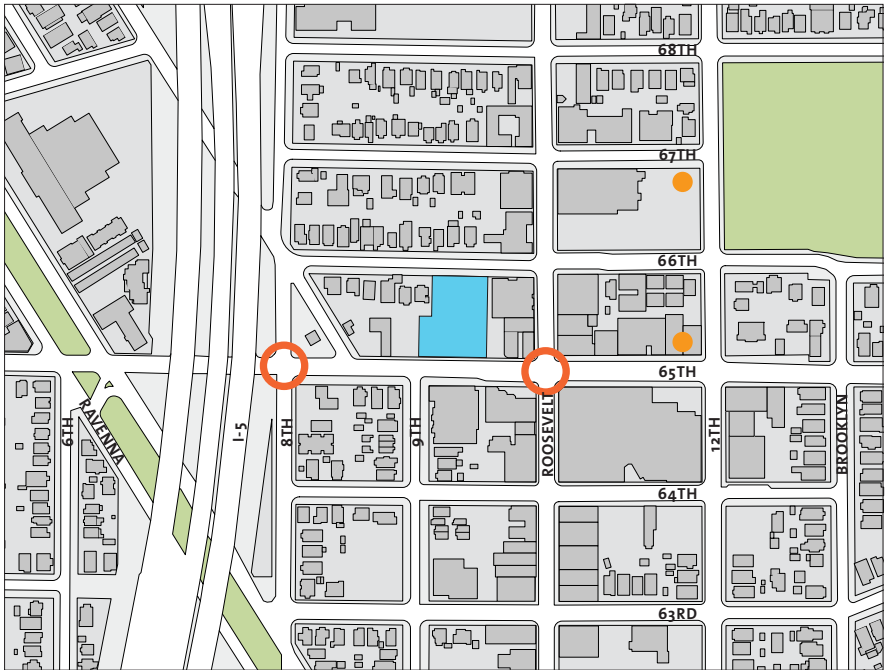 68TH
67TH
66TH
65TH
6TH
RAVENNA
I-5
8TH
9TH
ROOSEVELT
12TH
BROOKLYN
64TH
63RD